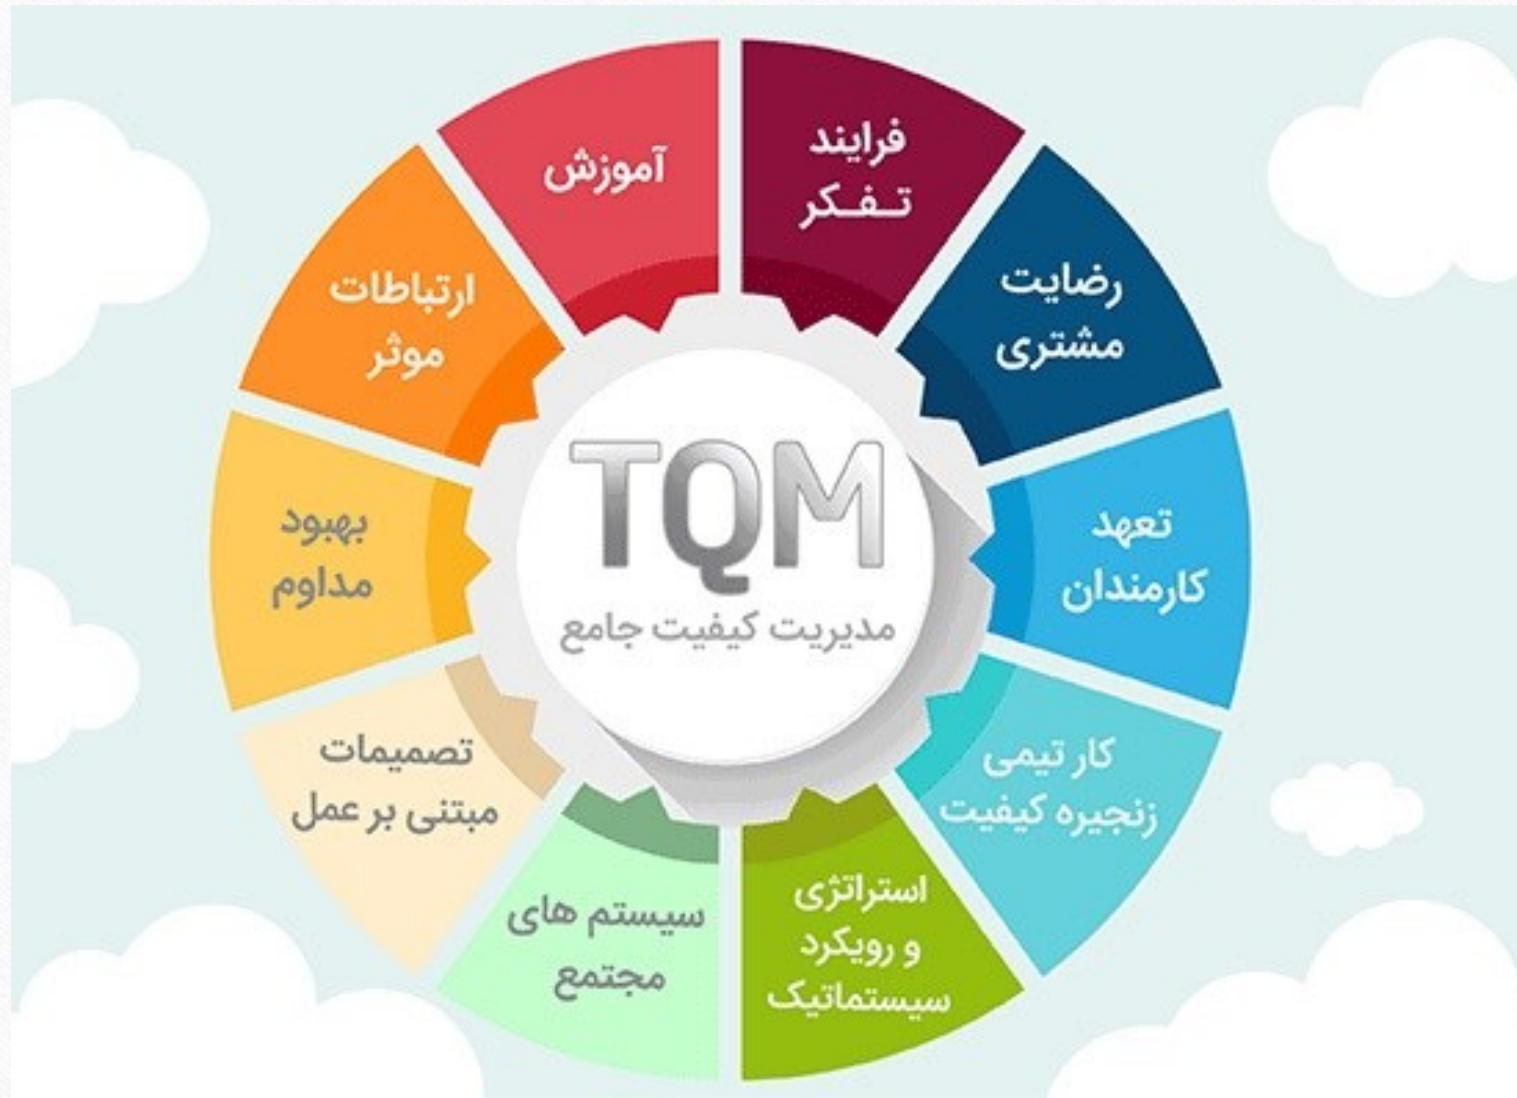 آموزش
فرایند
تـفـکر
رضایت
مشتری
تعهد
کارمندان
کار تیمی
زنجیره کیفیت
استراتژی
و رویکرد
سیستماتیک
سیستم های
مجتمع
تصمیمات
مبتنی بر عمل
بهبود
مداوم
ارتباطات
موثر
TQM
مدیریت کیفیت جامع